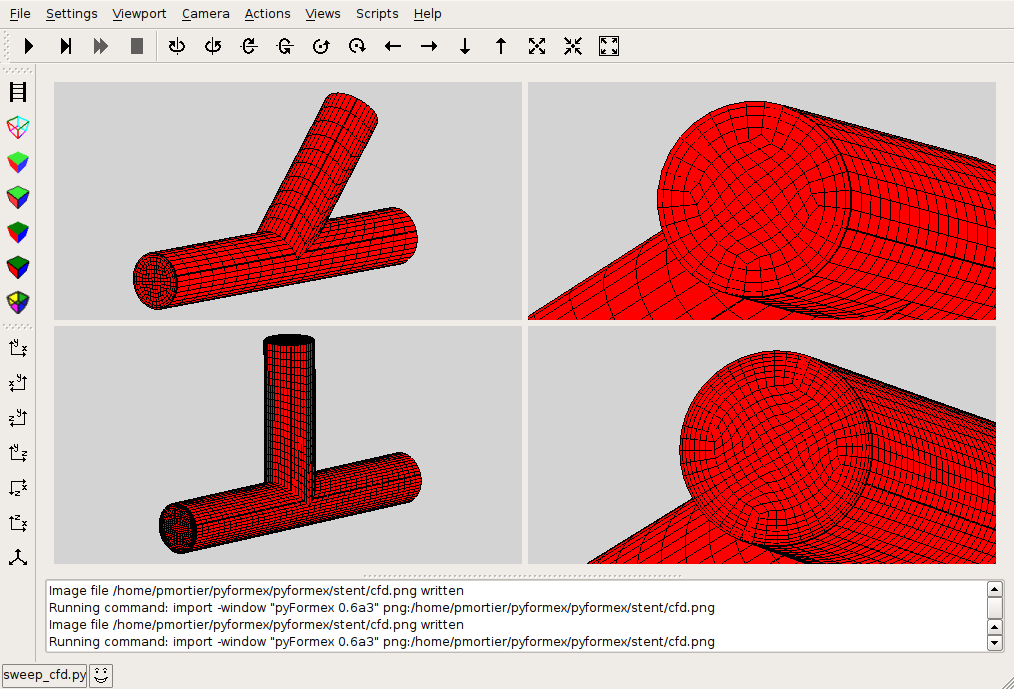 File Settings Viewport Camera Actions Views Scripts Help
y x
x y
z y
y z
x z
z x
Image file /home/pmortier/pyformex/pyformex/stent/cfd.png written
Running command: import -window "pyFormex 0.6a3" png:/home/pmortier/pyformex/pyformex/stent/cfd.png
Image file /home/pmortier/pyformex/pyformex/stent/cfd.png written
Running command: import -window "pyFormex 0.6a3" png:/home/pmortier/pyformex/pyformex/stent/cfd.png
sweep_cfd.py